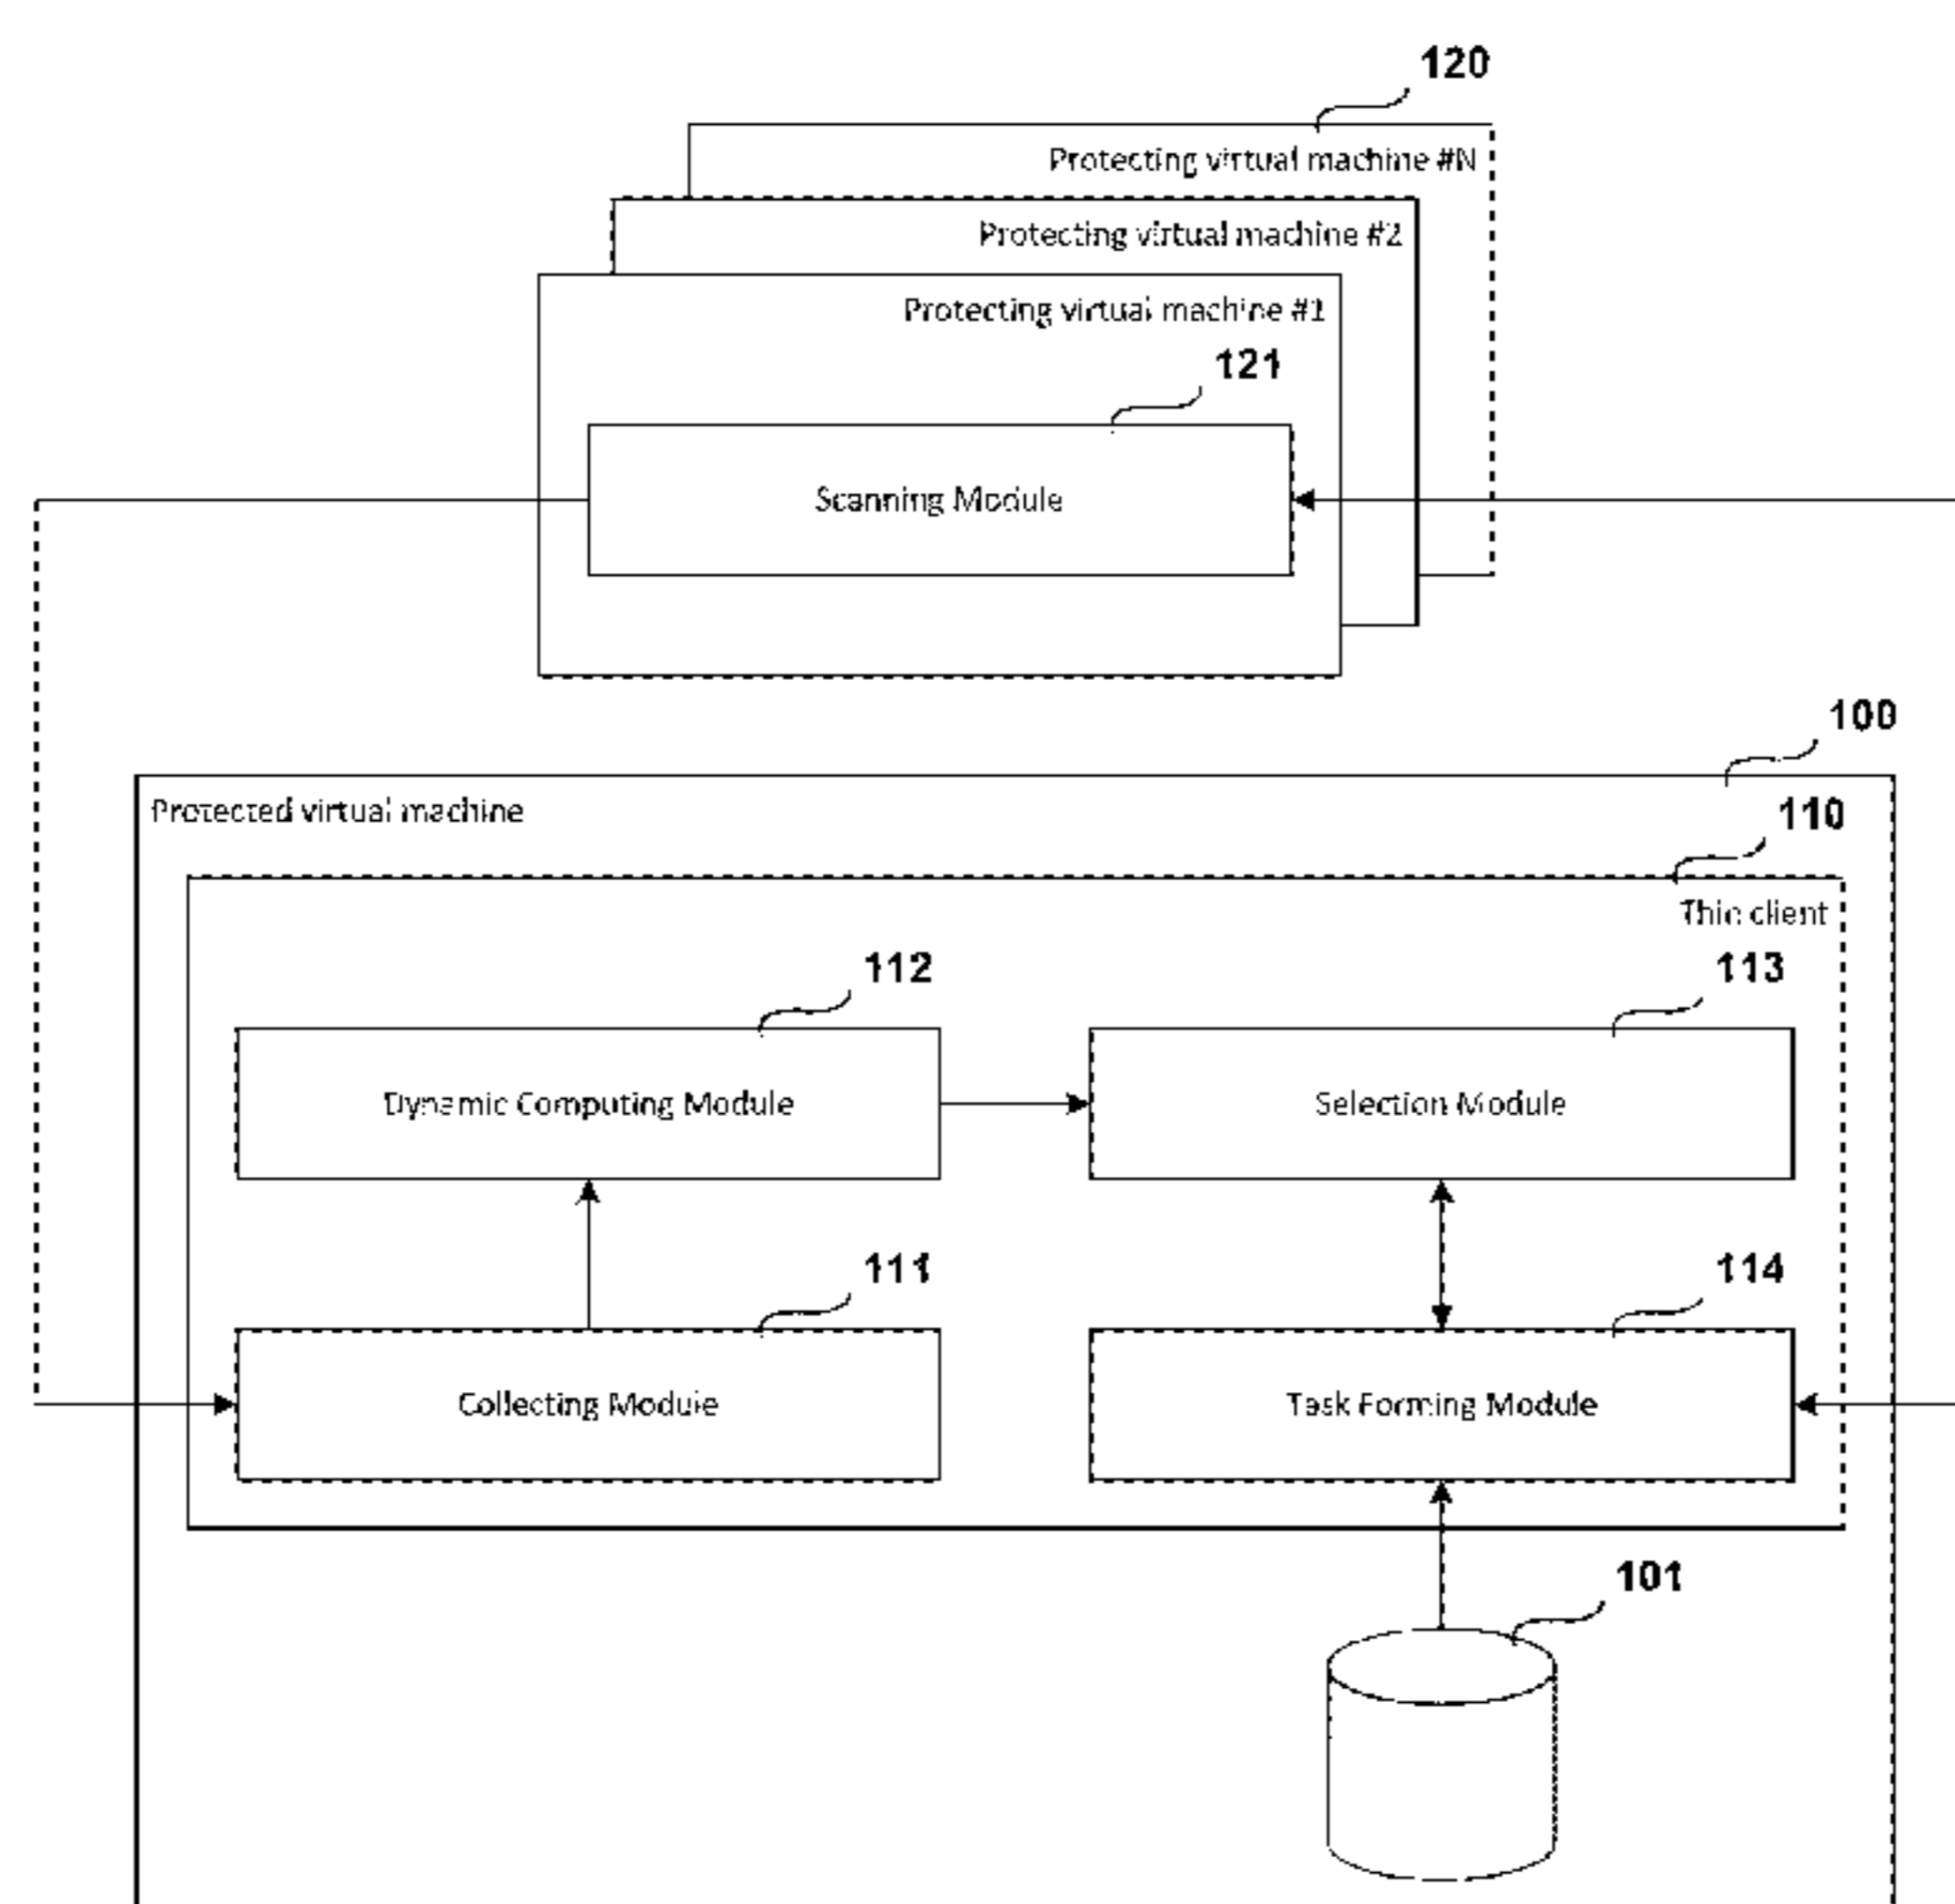 120
Protecting virtual machine #N
Protecting virtual machine #2
Protecting virtual machine #1
121
Scanning Module
100
Protected virtual machine
110
Thin client
112
113
Dynamic Computing Module
Selection Module
111
114
Collecting Module
Task Forming Module
101